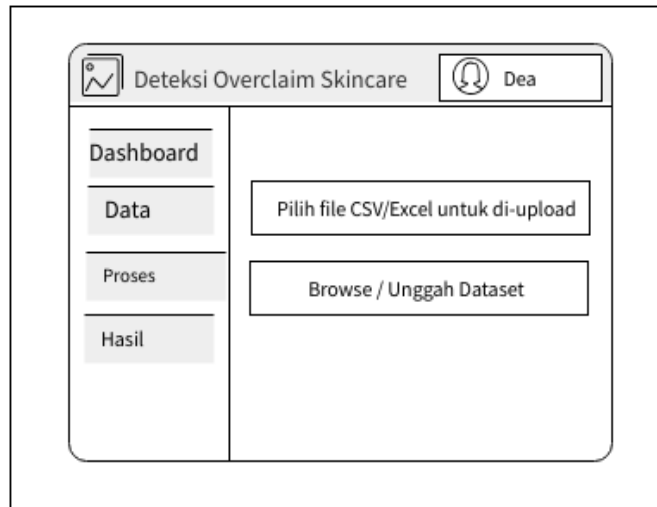 Deteksi Overclaim Skincare
Dea
Dashboard
Data
Proses
Hasil
Pilih file CSV/Excel untuk di-upload
Browse / Unggah Dataset